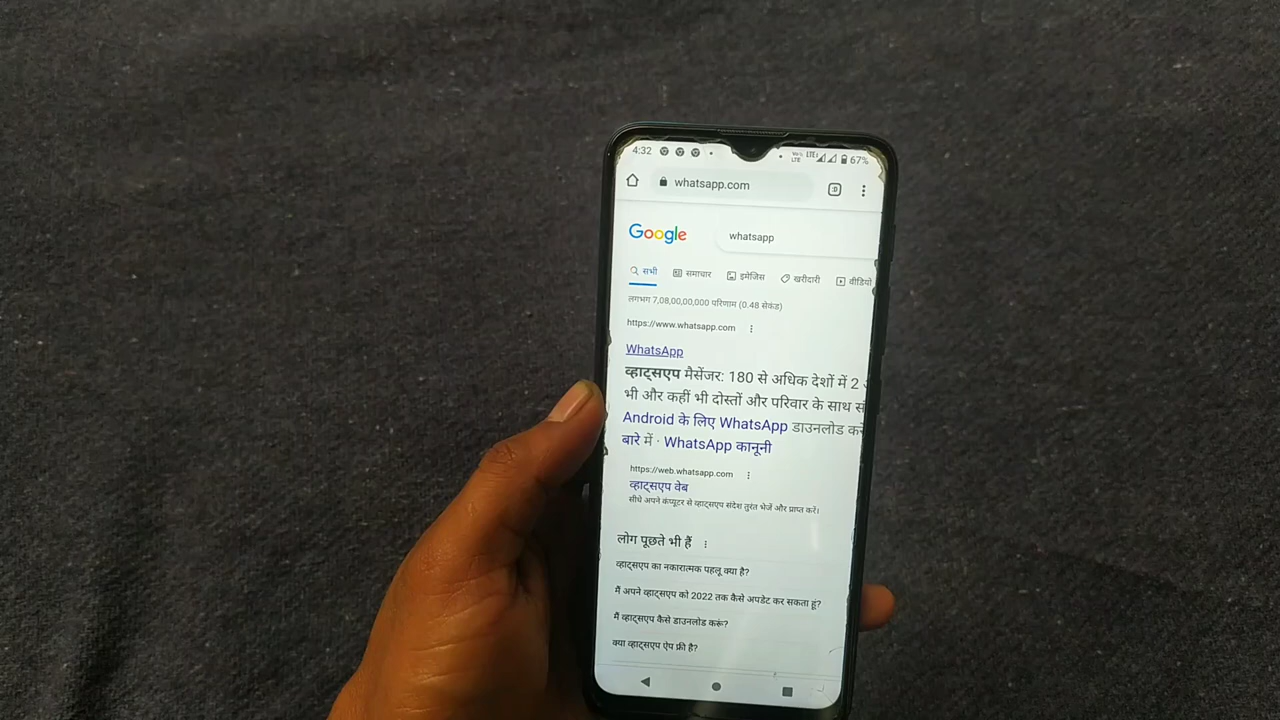 4:32 VoLTE LTE 67%
whatsapp.com :D
Google whatsapp
सभी समाचार इमेजिस खरीदारी वीडियो
लगभग 7,08,00,00,000 परिणाम (0.48 सेकंड)
https://www.whatsapp.com
WhatsApp
व्हाट्सएप मैसेंजर: 180 से अधिक देशों में 2
भी और कहीं भी दोस्तों और परिवार के साथ
Android के लिए WhatsApp डाउनलोड
बारे में · WhatsApp कानूनी
https://web.whatsapp.com
व्हाट्सएप वेब
सीधे अपने कंप्यूटर से व्हाट्सएप संदेश तुरंत भेजें और प्राप्त करें।
लोग पूछते भी हैं
व्हाट्सएप का नकारात्मक पहलू क्या है?
मैं अपने व्हाट्सएप को 2022 तक कैसे अपडेट कर सकता हूं?
मैं व्हाट्सएप कैसे डाउनलोड करूं?
क्या व्हाट्सएप ऐप फ्री है?